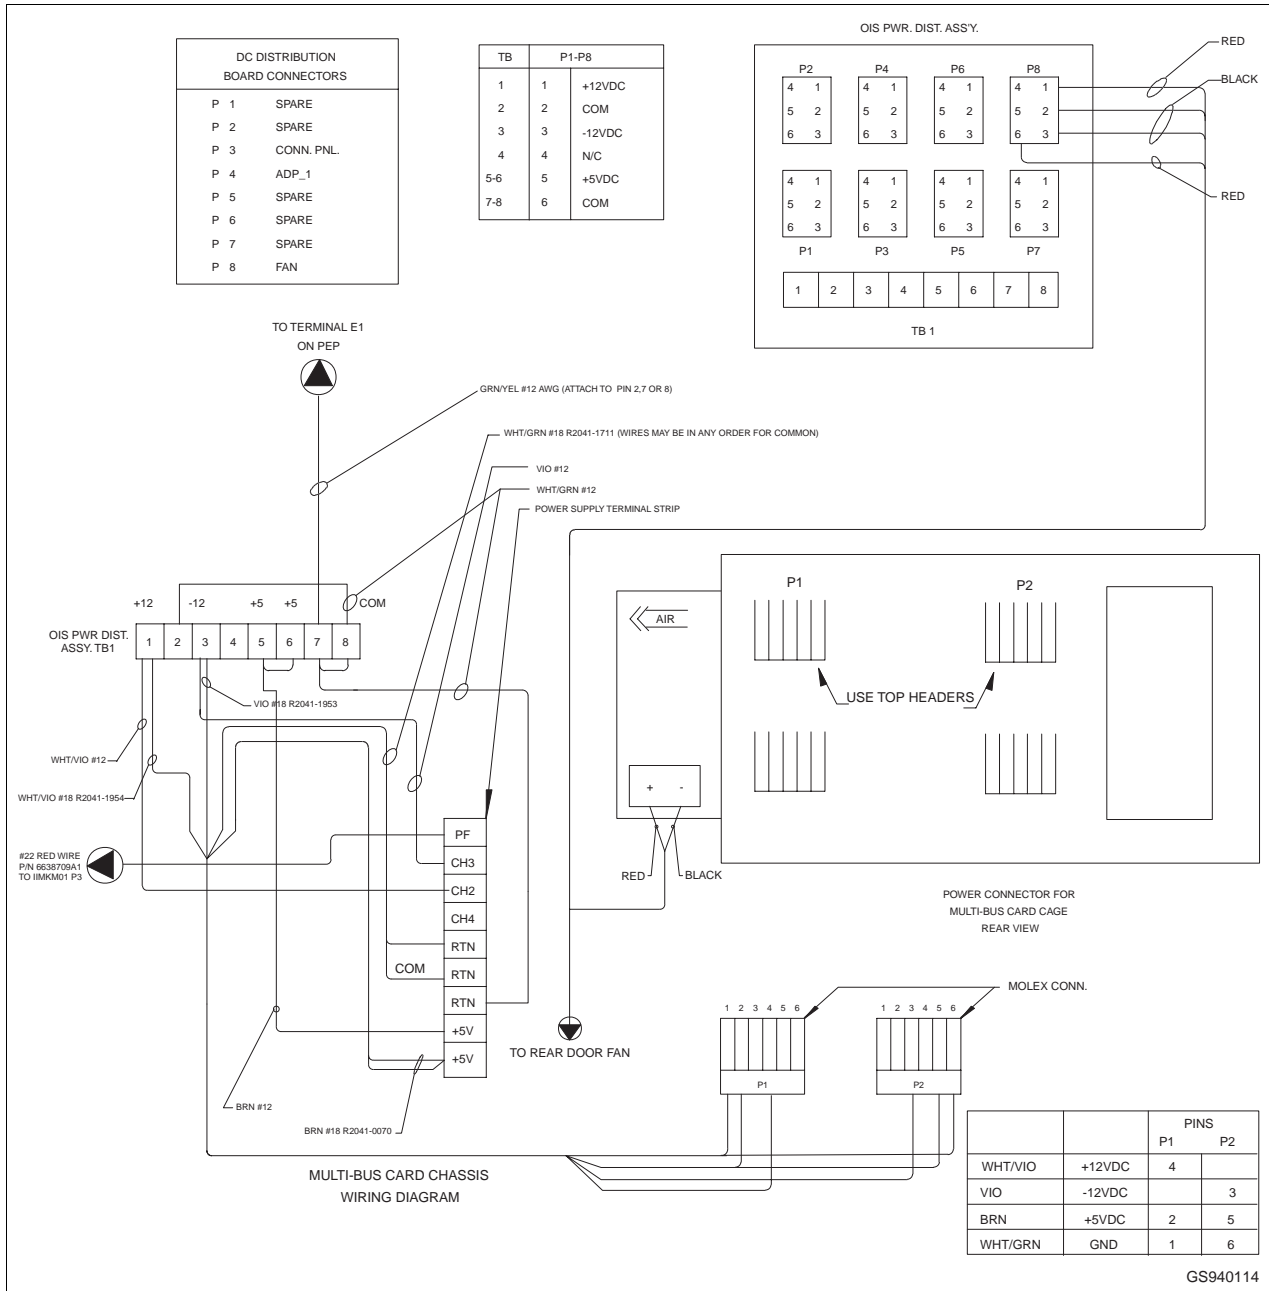 DC DISTRIBUTION
BOARD CONNECTORS
P 1 SPARE
P 2 SPARE
P 3 CONN. PNL.
P 4 ADP_1
P 5 SPARE
P 6 SPARE
P 7 SPARE
P 8 FAN
TB P1-P8
1 1 +12VDC
2 2 COM
3 3 -12VDC
4 4 N/C
5-6 5 +5VDC
7-8 6 COM
OIS PWR. DIST. ASS'Y.
P2 P4 P6 P8
4 1 4 1 4 1 4 1
5 2 5 2 5 2 5 2
6 3 6 3 6 3 6 3
4 1 4 1 4 1 4 1
5 2 5 2 5 2 5 2
6 3 6 3 6 3 6 3
P1 P3 P5 P7
1 2 3 4 5 6 7 8
TB 1
RED
BLACK
RED
TO TERMINAL E1
ON PEP
GRN/YEL #12 AWG (ATTACH TO PIN 2,7 OR 8)
WHT/GRN #18 R2041-1711 (WIRES MAY BE IN ANY ORDER FOR COMMON)
VIO #12
WHT/GRN #12
POWER SUPPLY TERMINAL STRIP
+12 -12 +5 +5 COM
OIS PWR DIST.
ASSY. TB1
1 2 3 4 5 6 7 8
VIO #18 R2041-1953
WHT/VIO #12
WHT/VIO #18 R2041-1954
#22 RED WIRE
P/N 6638709A1
TO IIMKM01 P3
PF
CH3
CH2
CH4
RTN
RTN
RTN
+5V
+5V
COM
BRN #12
BRN #18 R2041-0070
MULTI-BUS CARD CHASSIS
WIRING DIAGRAM
P1 P2
AIR
USE TOP HEADERS
+ -
RED BLACK
POWER CONNECTOR FOR
MULTI-BUS CARD CAGE
REAR VIEW
TO REAR DOOR FAN
MOLEX CONN.
1 2 3 4 5 6
P1
1 2 3 4 5 6
P2
PINS
P1 P2
WHT/VIO +12VDC 4
VIO -12VDC 3
BRN +5VDC 2 5
WHT/GRN GND 1 6
GS940114